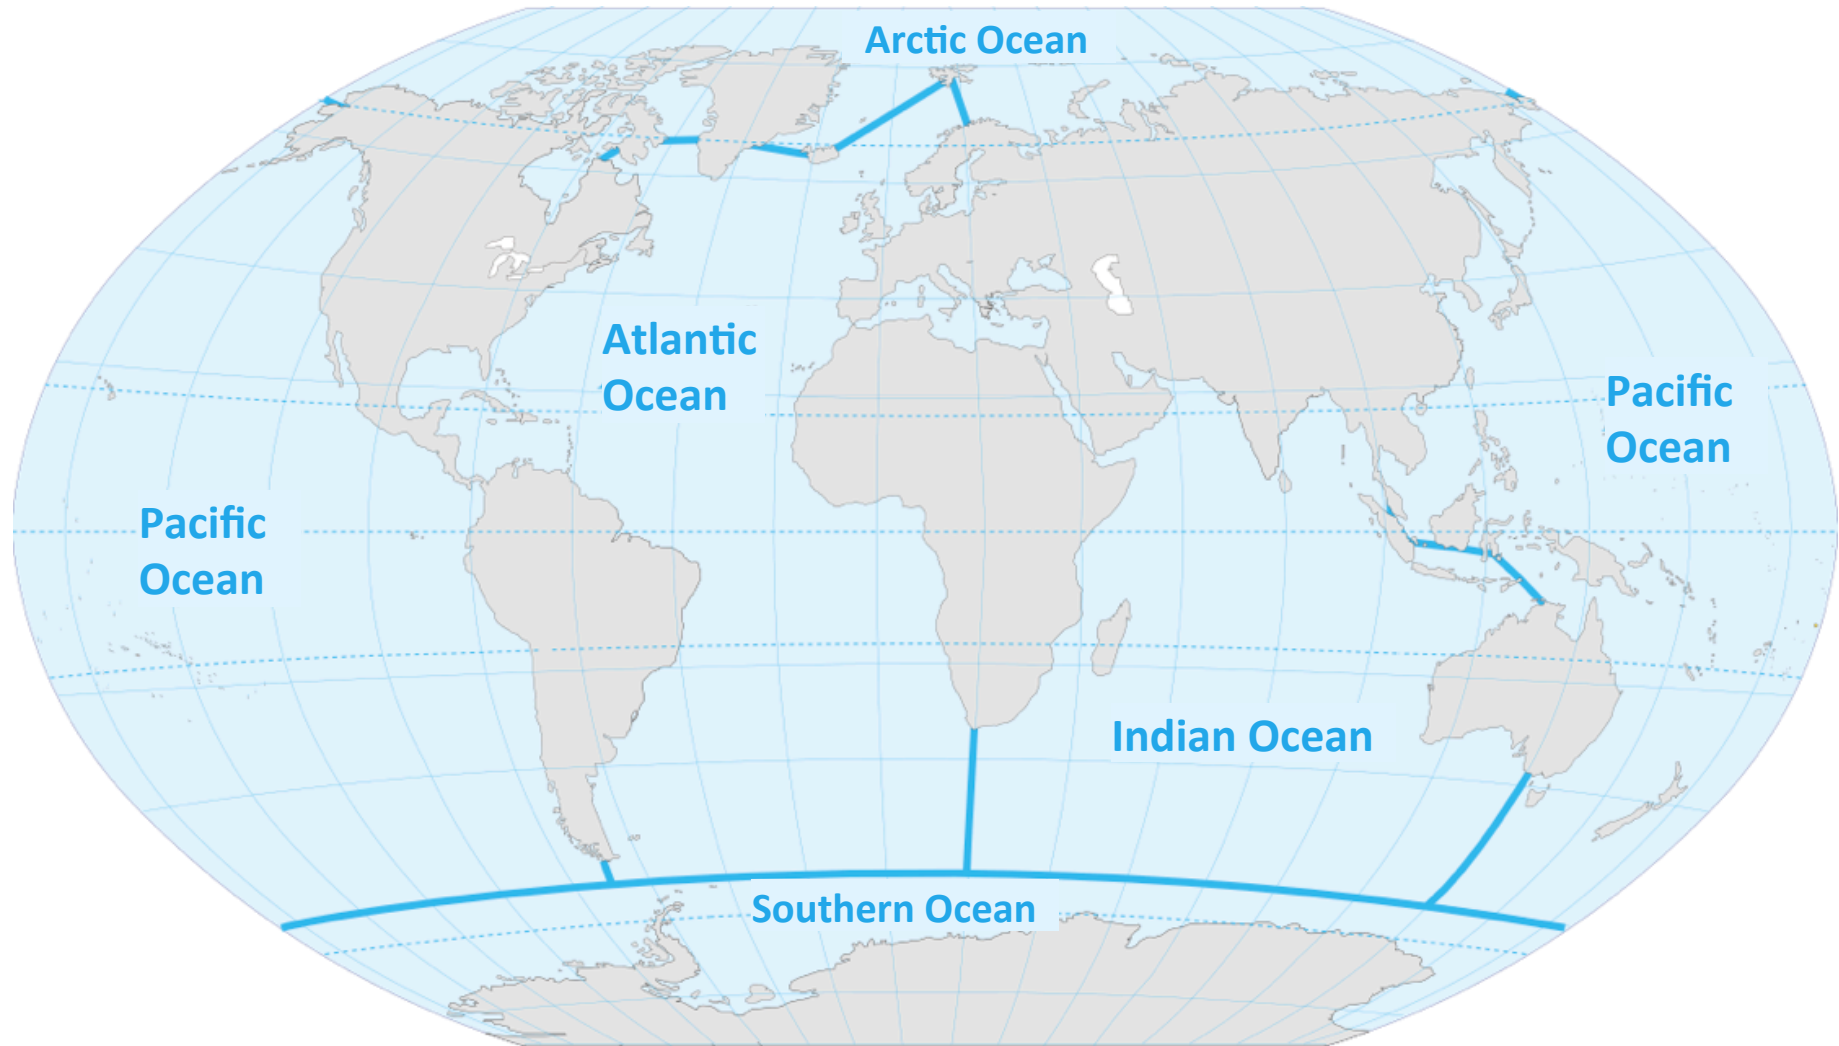 Arctic Ocean
Atlantic
Ocean
Pacific
Ocean
Pacific
Ocean
Indian Ocean
Southern Ocean